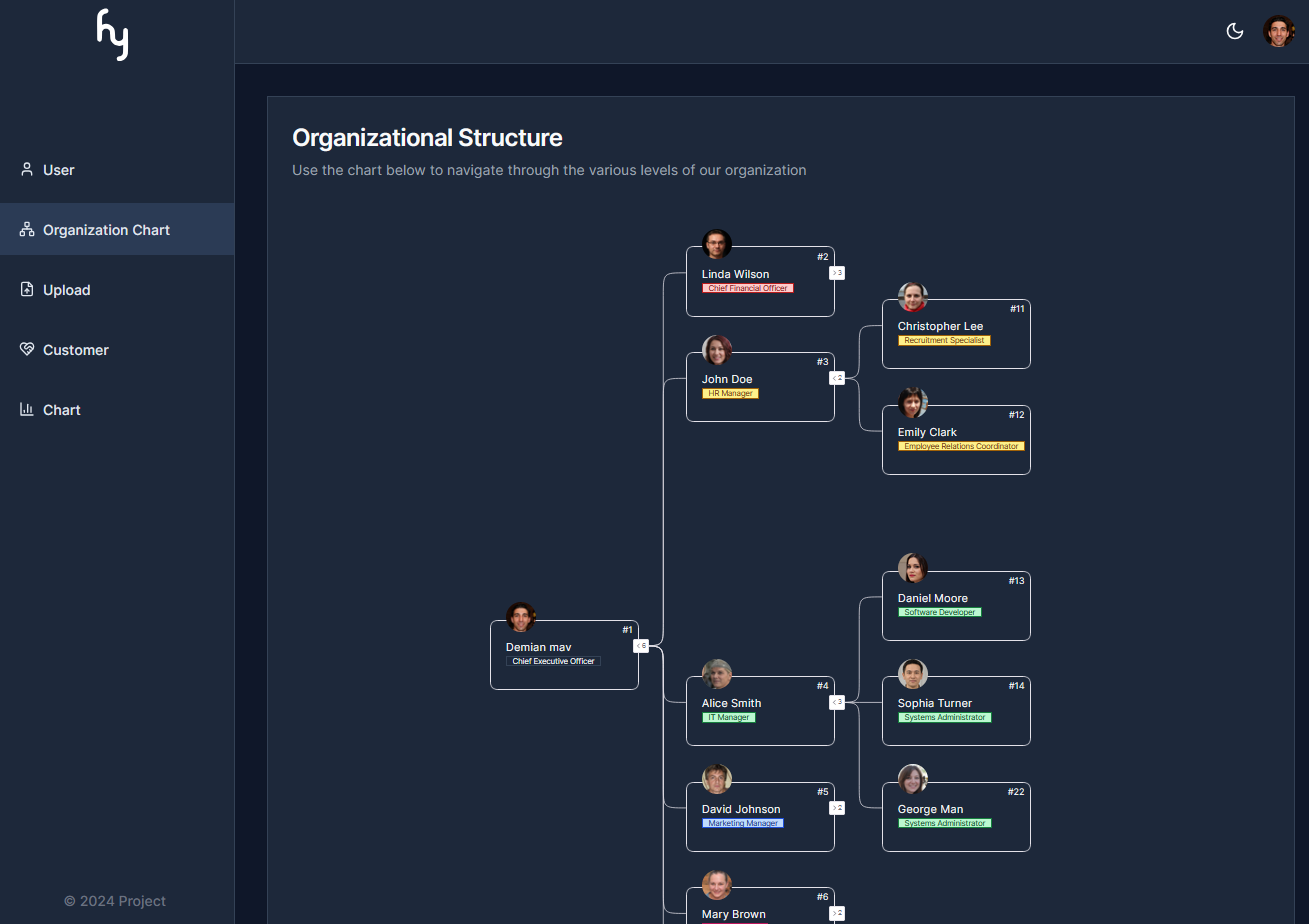 hy
User
Organization Chart
Upload
Customer
Chart
© 2024 Project
Organizational Structure
Use the chart below to navigate through the various levels of our organization
#1
Demian mav
Chief Executive Officer
< 6
#2
Linda Wilson
Chief Financial Officer
> 3
#3
John Doe
HR Manager
< 2
#11
Christopher Lee
Recruitment Specialist
#12
Emily Clark
Employee Relations Coordinator
#4
Alice Smith
IT Manager
< 3
#13
Daniel Moore
Software Developer
#14
Sophia Turner
Systems Administrator
#22
George Man
Systems Administrator
#5
David Johnson
Marketing Manager
> 2
#6
Mary Brown
> 2